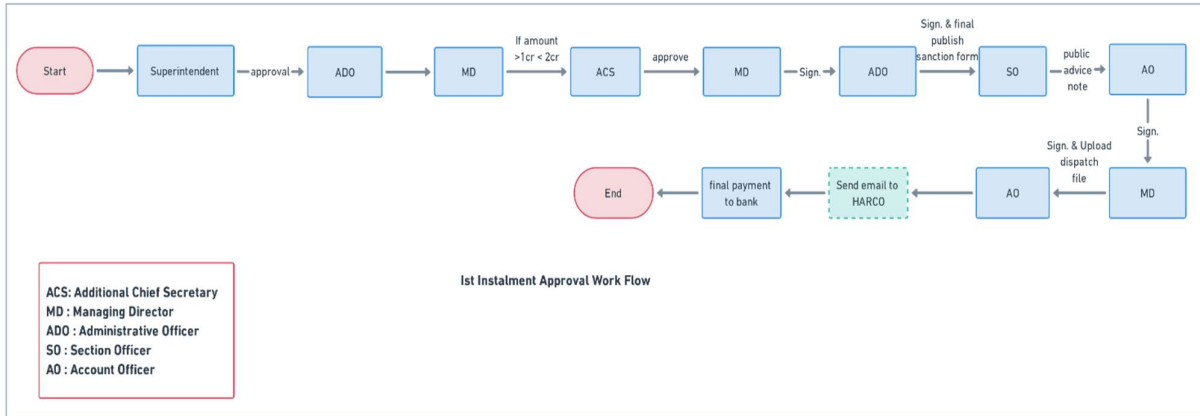 Start
Superintendent
approval
ADO
MD
If amount
>1cr < 2cr
ACS
approve
MD
Sign.
ADO
Sign. & final
publish
sanction form
SO
public
advice
note
AO
Sign.
MD
Sign. & Upload
dispatch
file
AO
Send email to
HARCO
final payment
to bank
End
Ist Instalment Approval Work Flow
ACS: Additional Chief Secretary
MD : Managing Director
ADO : Administrative Officer
SO : Section Officer
AO : Account Officer